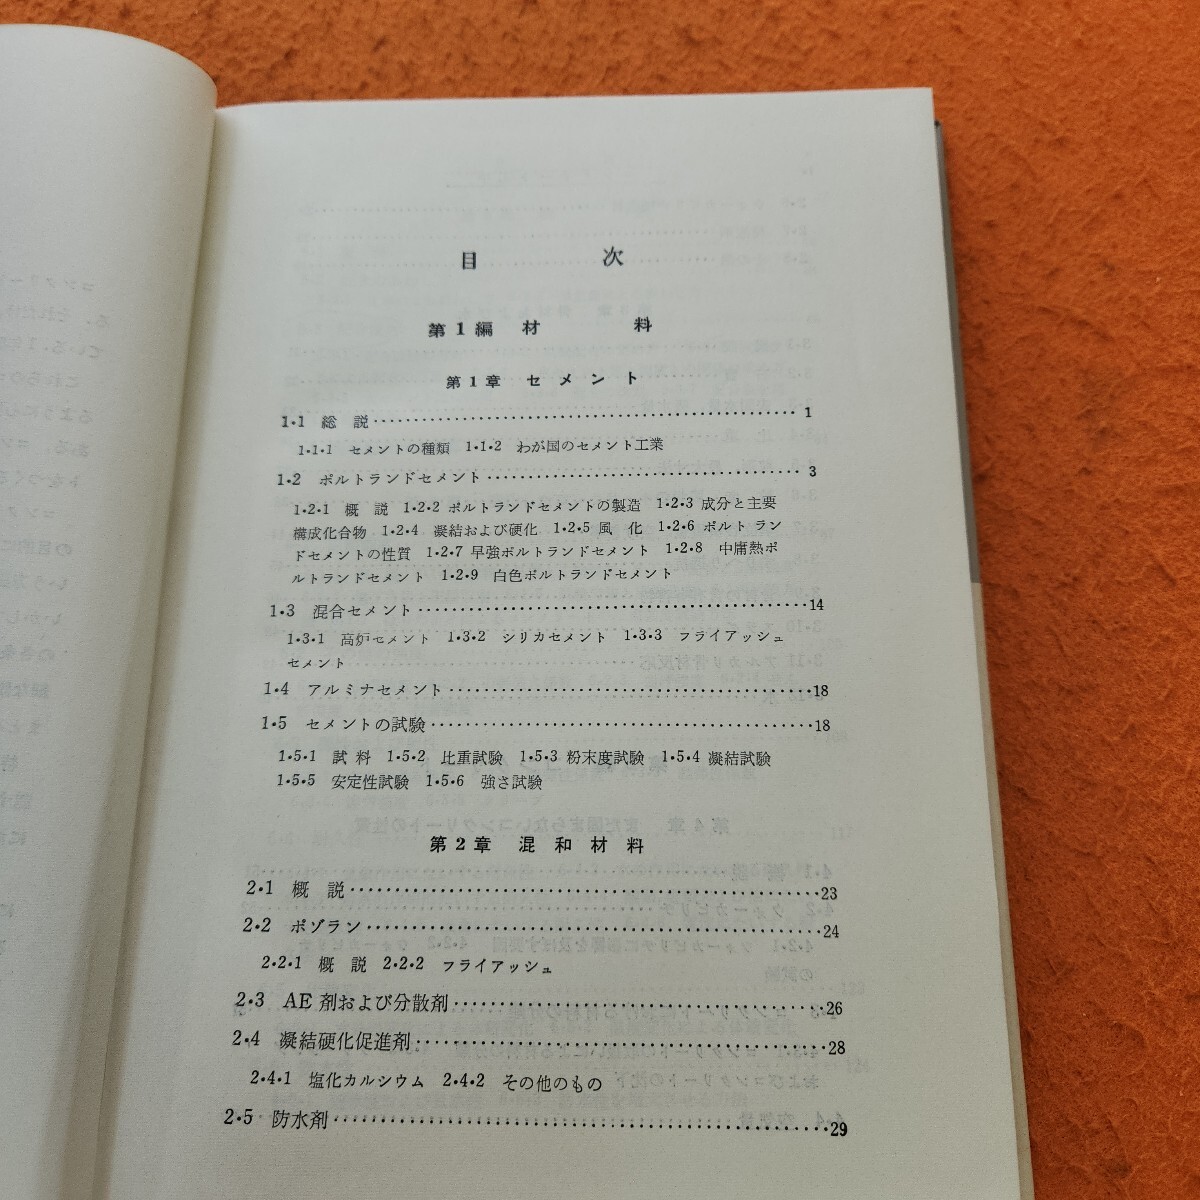 目 次
第1編 材 料
第1章 セメント
1·1 総 説 1
1·1·1 セメントの種類 1·1·2 わが国のセメント工業
1·2 ポルトランドセメント 3
1·2·1 概 説 1·2·2 ポルトランドセメントの製造 1·2·3 成分と主要
構成化合物 1·2·4 凝結および硬化 1·2·5 風 化 1·2·6 ポルトラン
ドセメントの性質 1·2·7 早強ポルトランドセメント 1·2·8 中庸熱ポ
ルトランドセメント 1·2·9 白色ポルトランドセメント
1·3 混合セメント 14
1·3·1 高炉セメント 1·3·2 シリカセメント 1·3·3 フライアッシュ
セメント
1·4 アルミナセメント 18
1·5 セメントの試験 18
1·5·1 試 料 1·5·2 比重試験 1·5·3 粉末度試験 1·5·4 凝結試験
1·5·5 安定性試験 1·5·6 強さ試験
第2章 混和材料
2·1 概 説 23
2·2 ポゾラン 24
2·2·1 概 説 2·2·2 フライアッシュ
2·3 AE 剤および分散剤 26
2·4 凝結硬化促進剤 28
2·4·1 塩化カルシウム 2·4·2 その他のもの
2·5 防水剤 29